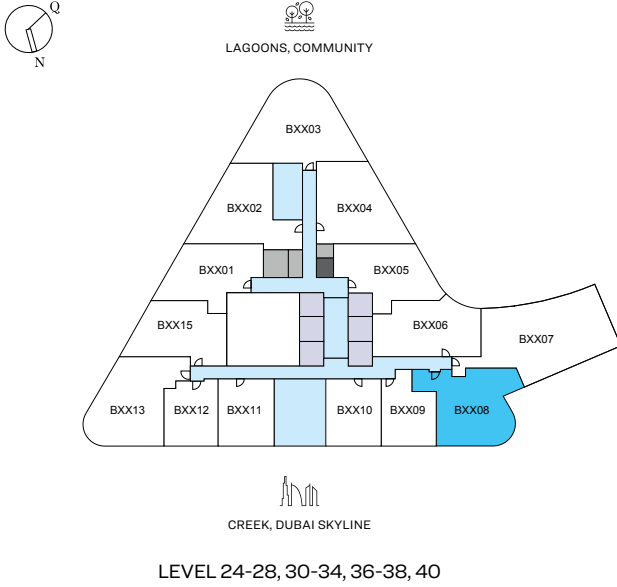 Q
N
LAGOONS, COMMUNITY
BXX03
BXX02
BXX04
BXX01
BXX05
BXX15
BXX06
BXX07
BXX13
BXX12
BXX11
BXX10
BXX09
BXX08
CREEK, DUBAI SKYLINE
LEVEL 24-28, 30-34, 36-38, 40